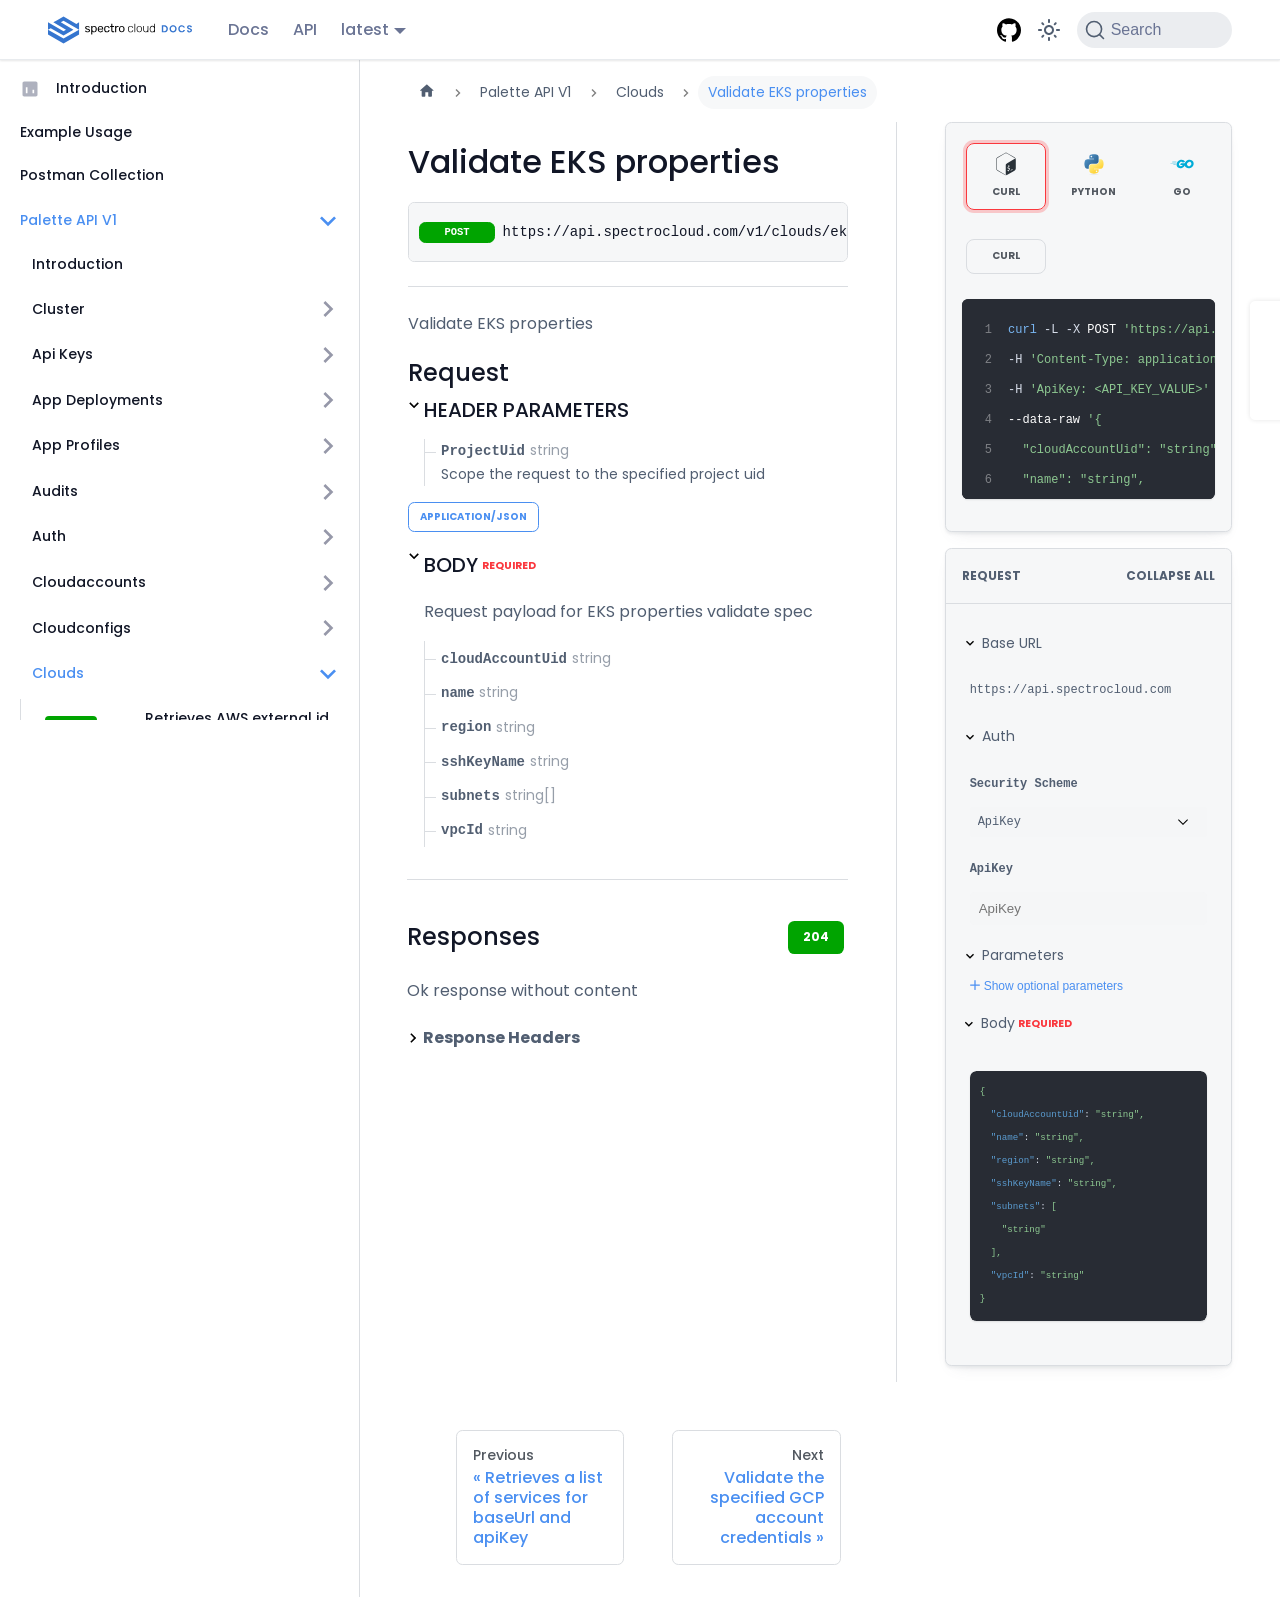 spectro cloud DOCS
Docs
API
latest
Search
Introduction
Example Usage
Postman Collection
Palette API V1
Introduction
Cluster
Api Keys
App Deployments
App Profiles
Audits
Auth
Cloudaccounts
Cloudconfigs
Clouds
Retrieves AWS external id
Palette API V1
Clouds
Validate EKS properties
Validate EKS properties
POST https://api.spectrocloud.com/v1/clouds/ek
Validate EKS properties
Request
HEADER PARAMETERS
ProjectUid string
Scope the request to the specified project uid
APPLICATION/JSON
BODY REQUIRED
Request payload for EKS properties validate spec
cloudAccountUid string
name string
region string
sshKeyName string
subnets string[]
vpcId string
Responses
204
Ok response without content
Response Headers
CURL
PYTHON
GO
CURL
1 curl -L -X POST 'https://api.
2 -H 'Content-Type: application
3 -H 'ApiKey: <API_KEY_VALUE>'
4 --data-raw '{
5 "cloudAccountUid": "string"
6 "name": "string",
REQUEST
COLLAPSE ALL
Base URL
https://api.spectrocloud.com
Auth
Security Scheme
ApiKey
ApiKey
ApiKey
Parameters
Show optional parameters
Body REQUIRED
{
"cloudAccountUid": "string",
"name": "string",
"region": "string",
"sshKeyName": "string",
"subnets": [
"string"
],
"vpcId": "string"
}
Previous
« Retrieves a list
of services for
baseUrl and
apiKey
Next
Validate the
specified GCP
account
credentials »